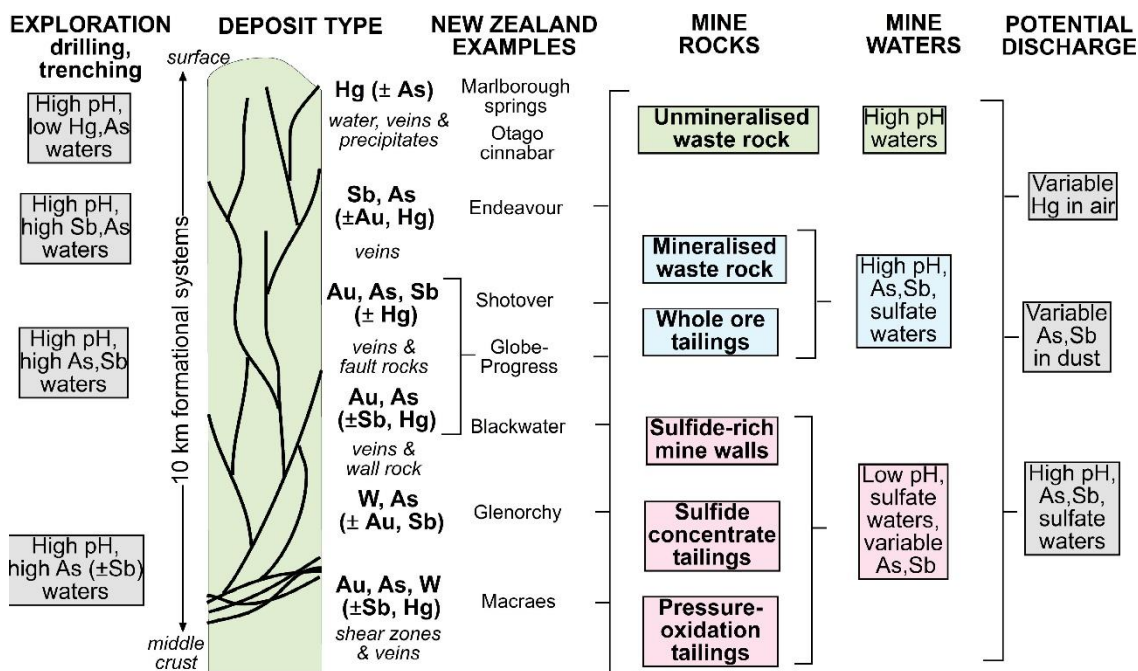 EXPLORATION
drilling,
trenching
DEPOSIT TYPE
NEW ZEALAND
EXAMPLES
MINE
ROCKS
MINE
WATERS
POTENTIAL
DISCHARGE
surface
10 km formational systems
middle
crust
High pH,
low Hg,As
waters
High pH,
high Sb,As
waters
High pH,
high As,Sb
waters
High pH,
high As (±Sb)
waters
Hg (± As)
water, veins &
precipitates
Sb, As
(±Au, Hg)
veins
Au, As, Sb
(± Hg)
veins &
fault rocks
Au, As
(±Sb, Hg)
veins &
wall rock
W, As
(± Au, Sb)
Au, As, W
(±Sb, Hg)
shear zones
& veins
Marlborough
springs
Otago
cinnabar
Endeavour
Shotover
Globe-
Progress
Blackwater
Glenorchy
Macraes
Unmineralised
waste rock
Mineralised
waste rock
Whole ore
tailings
Sulfide-rich
mine walls
Sulfide
concentrate
tailings
Pressure-
oxidation
tailings
High pH
waters
High pH,
As,Sb,
sulfate
waters
Low pH,
sulfate
waters,
variable
As,Sb
Variable
Hg in air
Variable
As,Sb
in dust
High pH,
As,Sb,
sulfate
waters